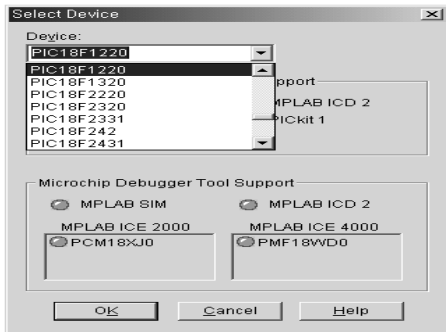 Select Device
Device:
PIC18F1220
PIC18F1220
PIC18F1320
PIC18F2220
PIC18F2320
PIC18F2331
PIC18F242
PIC18F2431
pport
MPLAB ICD 2
PICkit 1
Microchip Debugger Tool Support
MPLAB SIM
MPLAB ICD 2
MPLAB ICE 2000
MPLAB ICE 4000
PCM18XJ0
PMF18WD0
OK
Cancel
Help